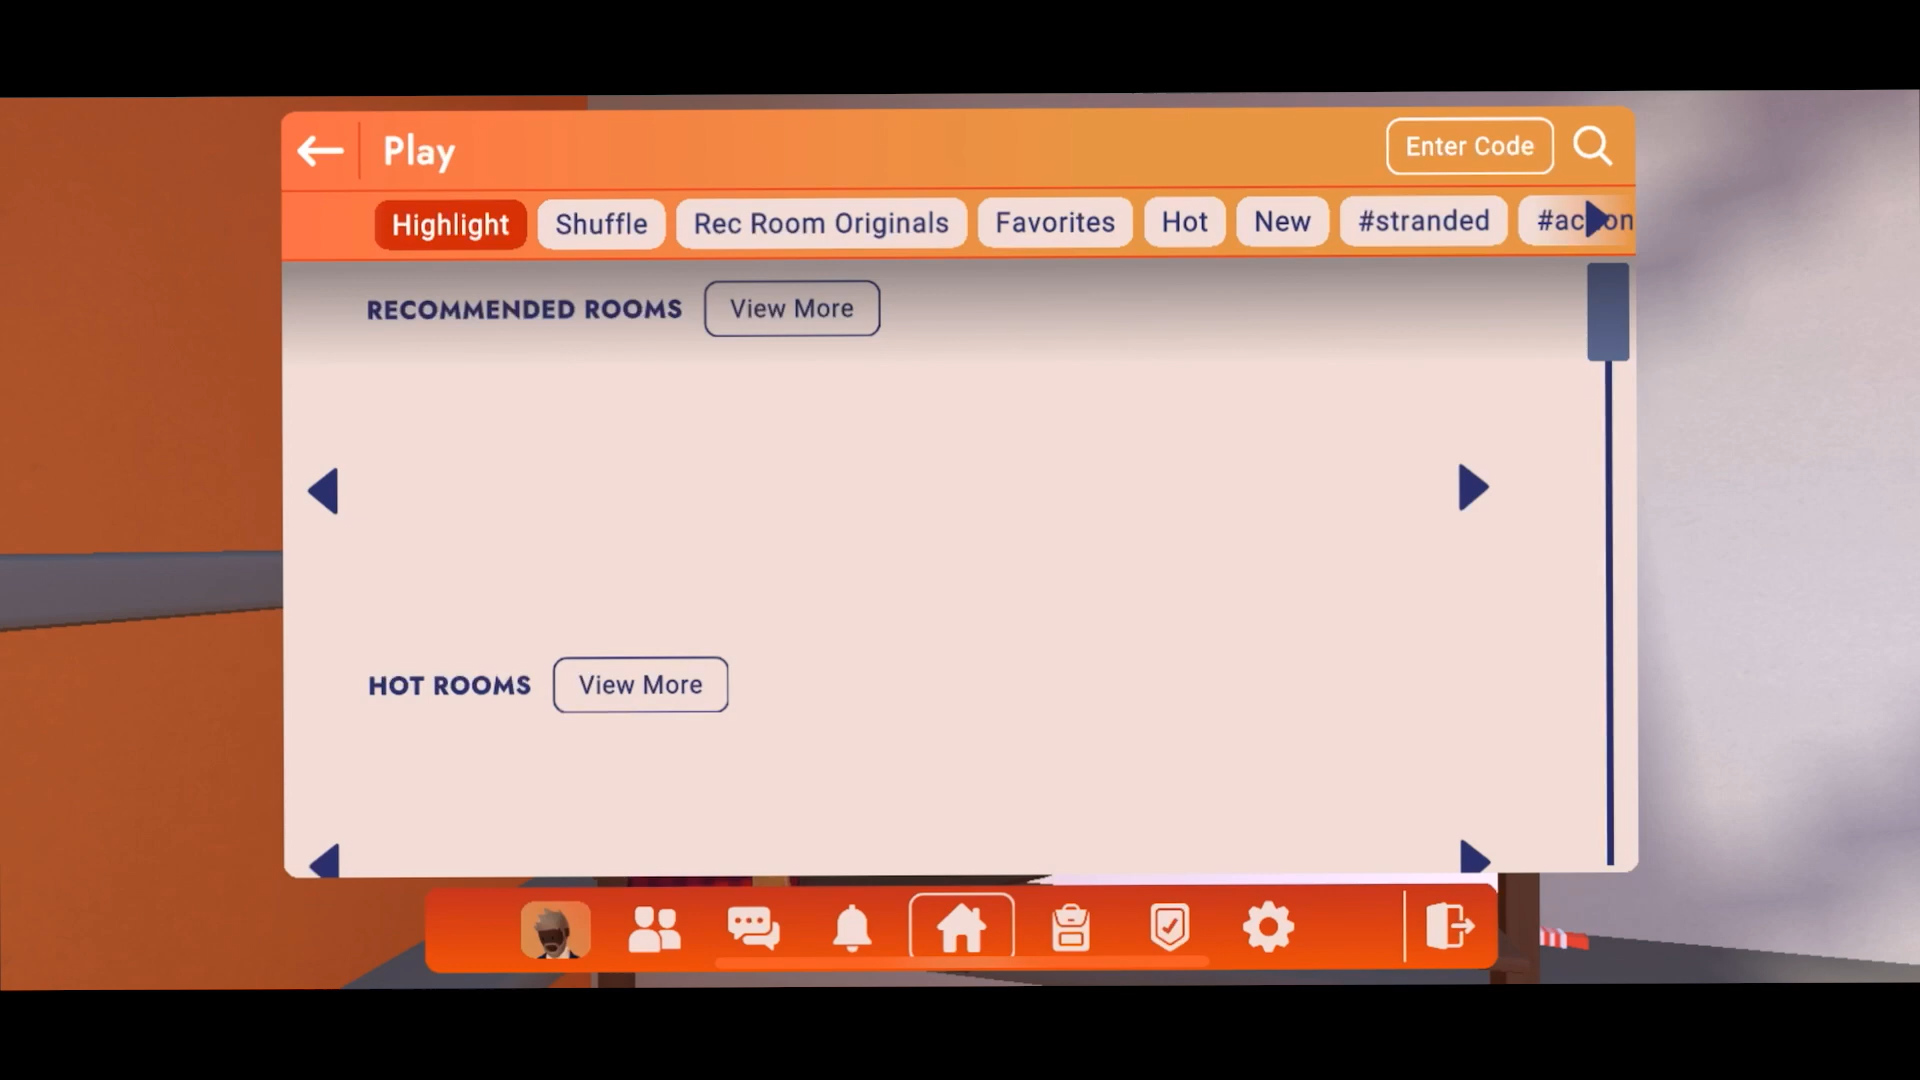 Play
Enter Code
Highlight
Shuffle
Rec Room Originals
Favorites
Hot
New
#stranded
RECOMMENDED ROOMS
View More
HOT ROOMS
View More